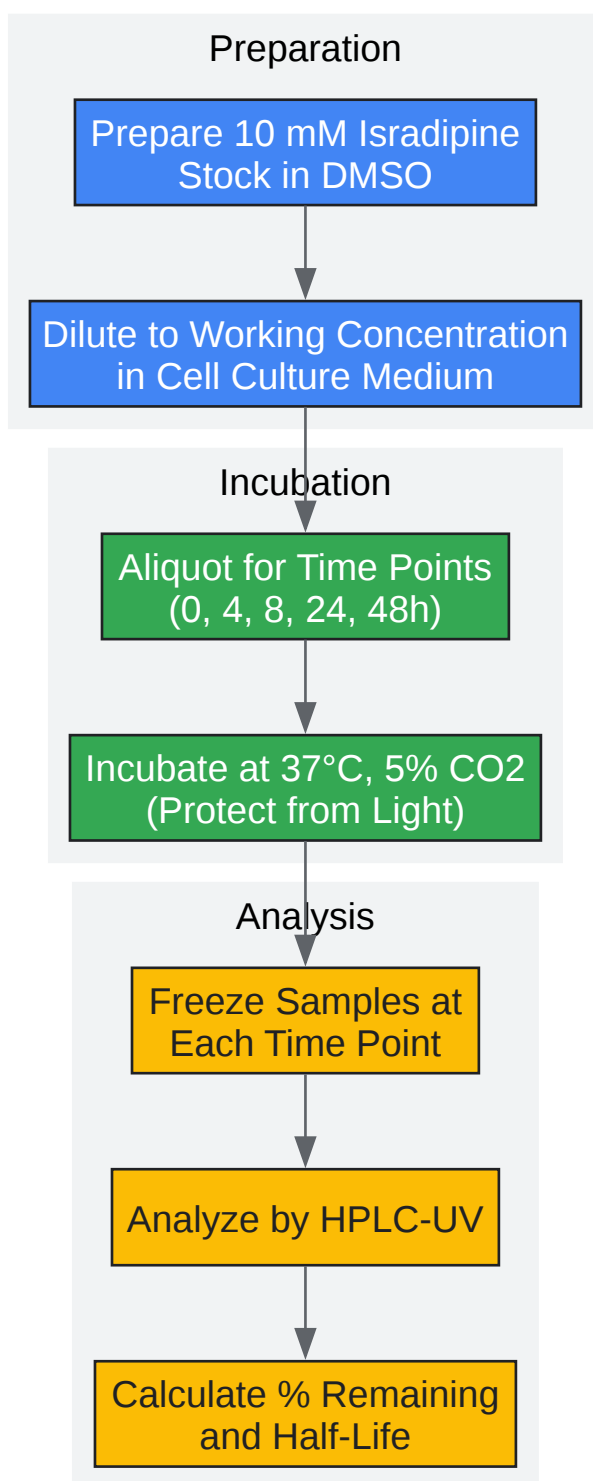 Preparation
Prepare 10 mM Isradipine
Stock in DMSO
Dilute to Working Concentration
in Cell Culture Medium
Incubation
Aliquot for Time Points
(0, 4, 8, 24, 48h)
Incubate at 37°C, 5% CO2
(Protect from Light)
Analysis
Freeze Samples at
Each Time Point
Analyze by HPLC-UV
Calculate % Remaining
and Half-Life